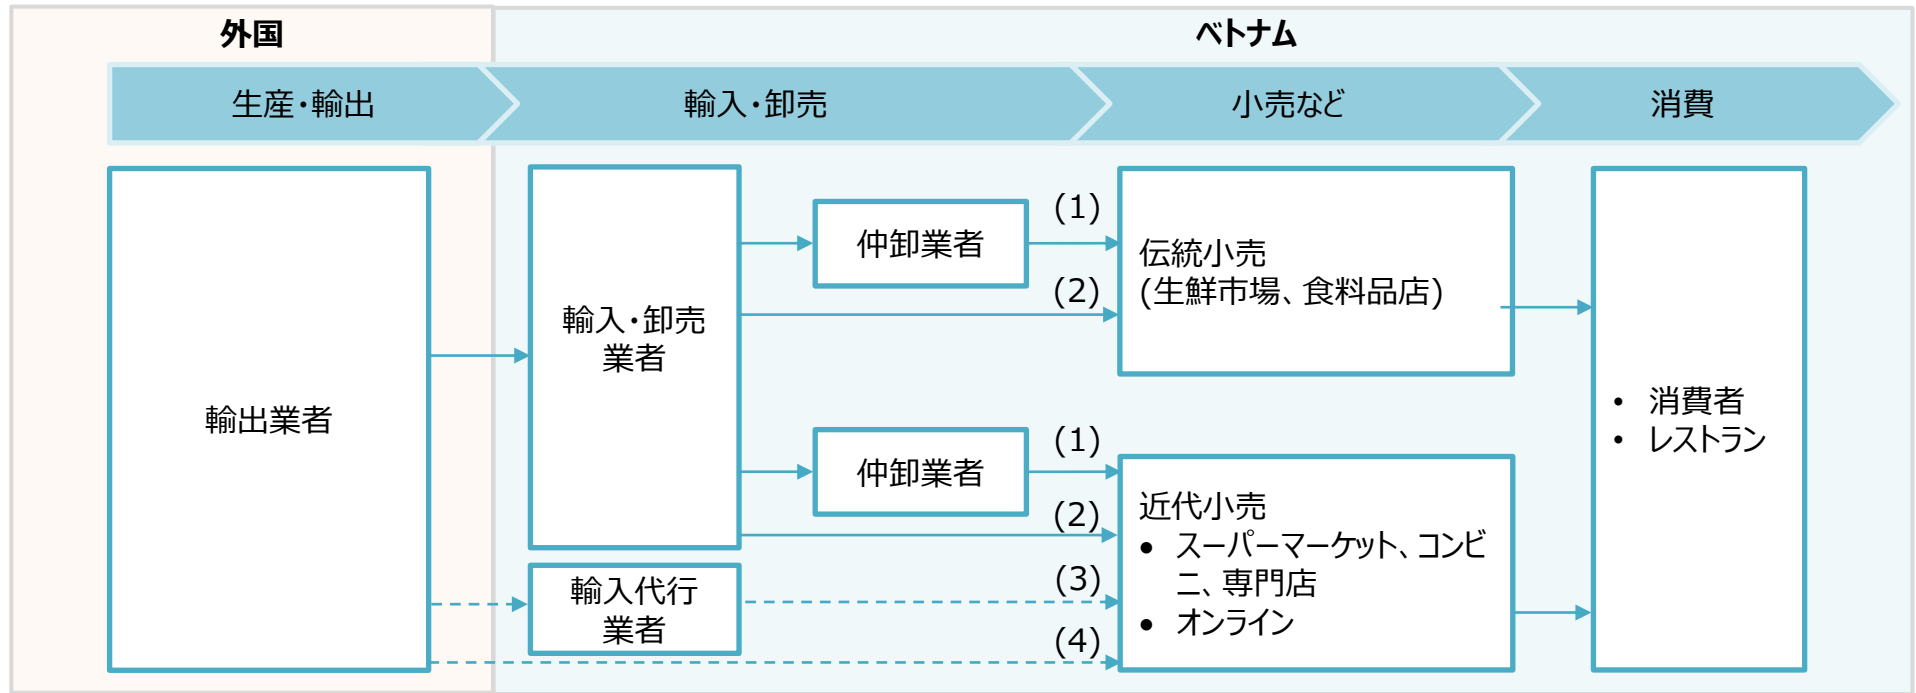 外国
ベトナム
生産・輸出
輸入・卸売
小売など
消費
輸出業者
輸入・卸売
業者
仲卸業者
(1)
(2)
伝統小売
(生鮮市場、食料品店)
仲卸業者
(1)
(2)
輸入代行
業者
(3)
(4)
近代小売
• スーパーマーケット、コンビ
ニ、専門店
• オンライン
• 消費者
• レストラン